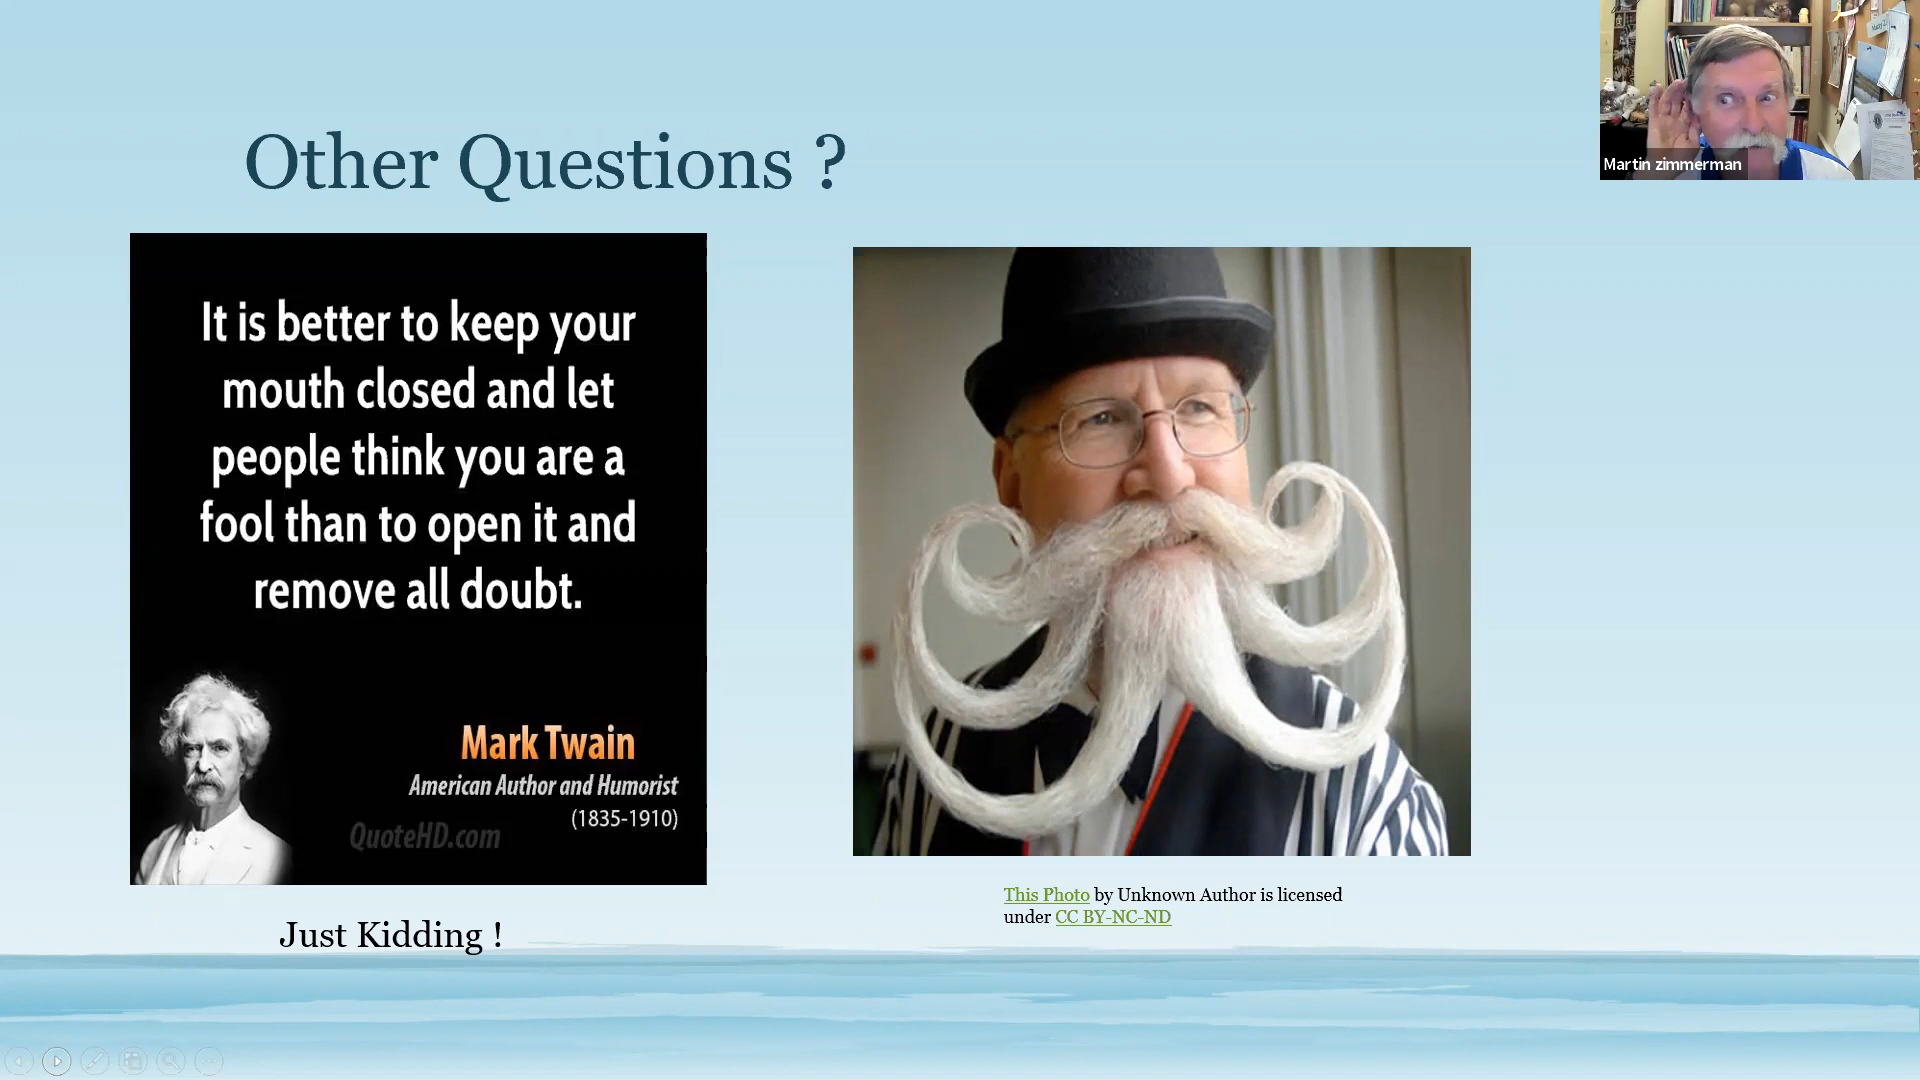 Other Questions ?
Martin zimmerman
It is better to keep your
mouth closed and let
people think you are a
fool than to open it and
remove all doubt.
Mark Twain
American Author and Humorist
(1835-1910)
QuoteHD.com
Just Kidding !
This Photo by Unknown Author is licensed
under CC BY-NC-ND